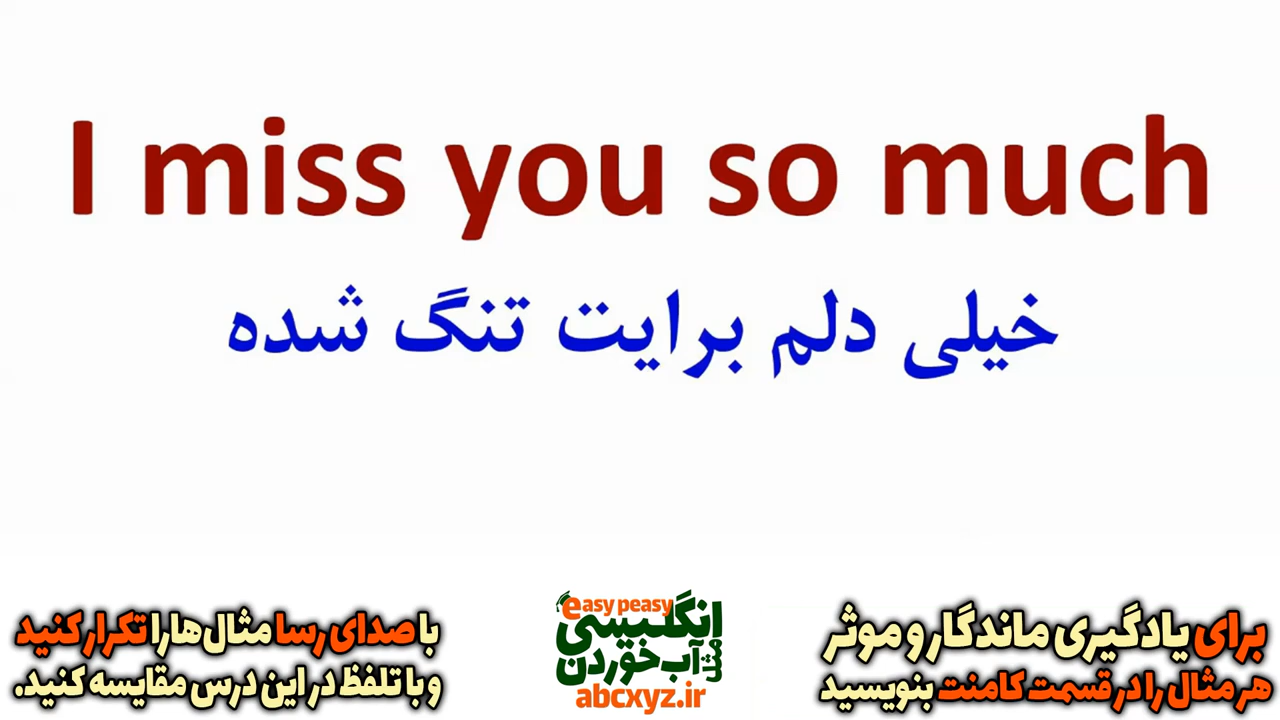 I miss you so much
خیلی دلم برایت تنگ شده
برای یادگیری ماندگار و موثر
هر مثال را در قسمت کامنت بنویسید
easy peasy
انگلیسی
مثل آب خوردن
abcxyz.ir
با صدای رسا مثال‌ها را تکرار کنید
و با تلفظ در این درس مقایسه کنید.